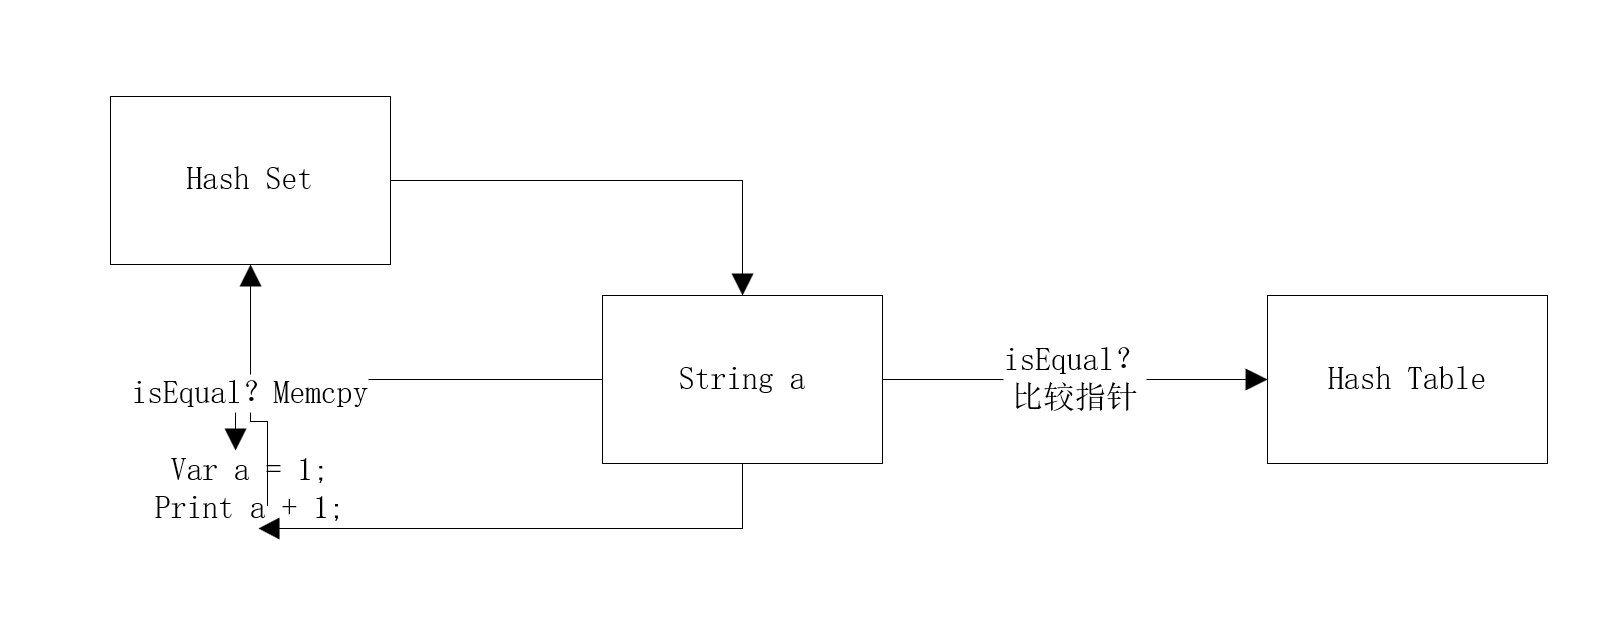 Hash Set
String a
isEqual?
比较指针
Hash Table
isEqual? Memcpy
Var a = 1;
Print a + 1;